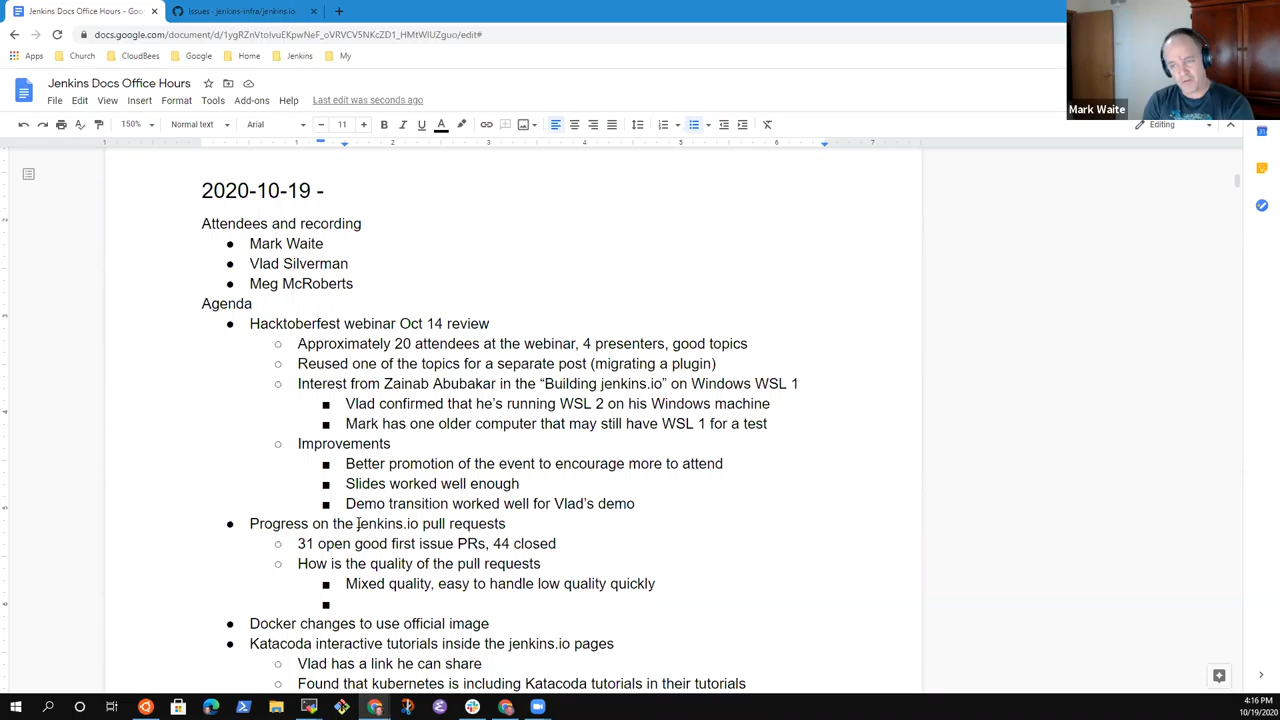 Jenkins Docs Office Hours - Goo
Issues · jenkins-infra/jenkins.io
docs.google.com/document/d/1ygRZnVtoIvuEKpwNeF_oVRVCV5NKcZD1_HMtWIUZguo/edit#
Apps
Church
CloudBees
Google
Home
Jenkins
My
Jenkins Docs Office Hours
File Edit View Insert Format Tools Add-ons Help Last edit was seconds ago
150% Normal text Arial 11 Editing
Mark Waite
1 1 2 3 4 5 6 7
2020-10-19 -
Attendees and recording
● Mark Waite
● Vlad Silverman
● Meg McRoberts
Agenda
● Hacktoberfest webinar Oct 14 review
○ Approximately 20 attendees at the webinar, 4 presenters, good topics
○ Reused one of the topics for a separate post (migrating a plugin)
○ Interest from Zainab Abubakar in the “Building jenkins.io” on Windows WSL 1
■ Vlad confirmed that he’s running WSL 2 on his Windows machine
■ Mark has one older computer that may still have WSL 1 for a test
○ Improvements
■ Better promotion of the event to encourage more to attend
■ Slides worked well enough
■ Demo transition worked well for Vlad’s demo
● Progress on the jenkins.io pull requests
○ 31 open good first issue PRs, 44 closed
○ How is the quality of the pull requests
■ Mixed quality, easy to handle low quality quickly
■
● Docker changes to use official image
● Katacoda interactive tutorials inside the jenkins.io pages
○ Vlad has a link he can share
○ Found that kubernetes is including Katacoda tutorials in their tutorials
4:16 PM
10/19/2020